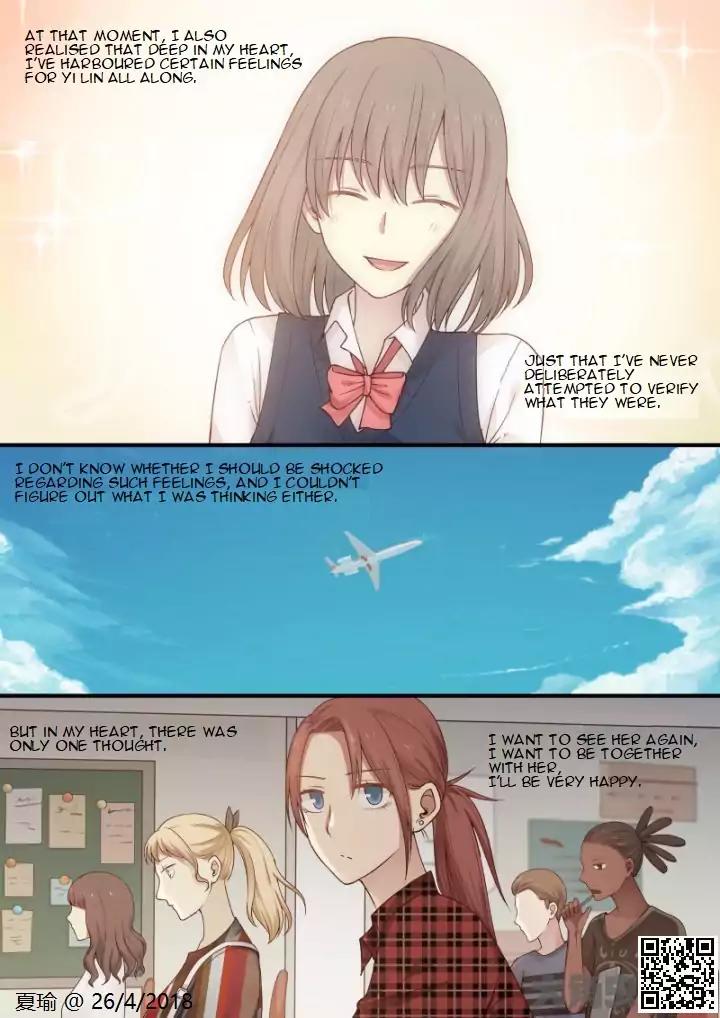 AT THAT MOMENT, I ALSO
REALISED THAT DEEP IN MY HEART,
I'VE HARBOURED CERTAIN FEELINGS
FOR YI LIN ALL ALONG.
JUST THAT I'VE NEVER
DELIBERATELY
ATTEMPTED TO VERIFY
WHAT THEY WERE.
I DON'T KNOW WHETHER I SHOULD BE SHOCKED
REGARDING SUCH FEELINGS, AND I COULDN'T
FIGURE OUT WHAT I WAS THINKING EITHER.
BUT IN MY HEART, THERE WAS
ONLY ONE THOUGHT.
I WANT TO SEE HER AGAIN,
I WANT TO BE TOGETHER
WITH HER,
I'LL BE VERY HAPPY.
夏瑜 @ 26/4/2018